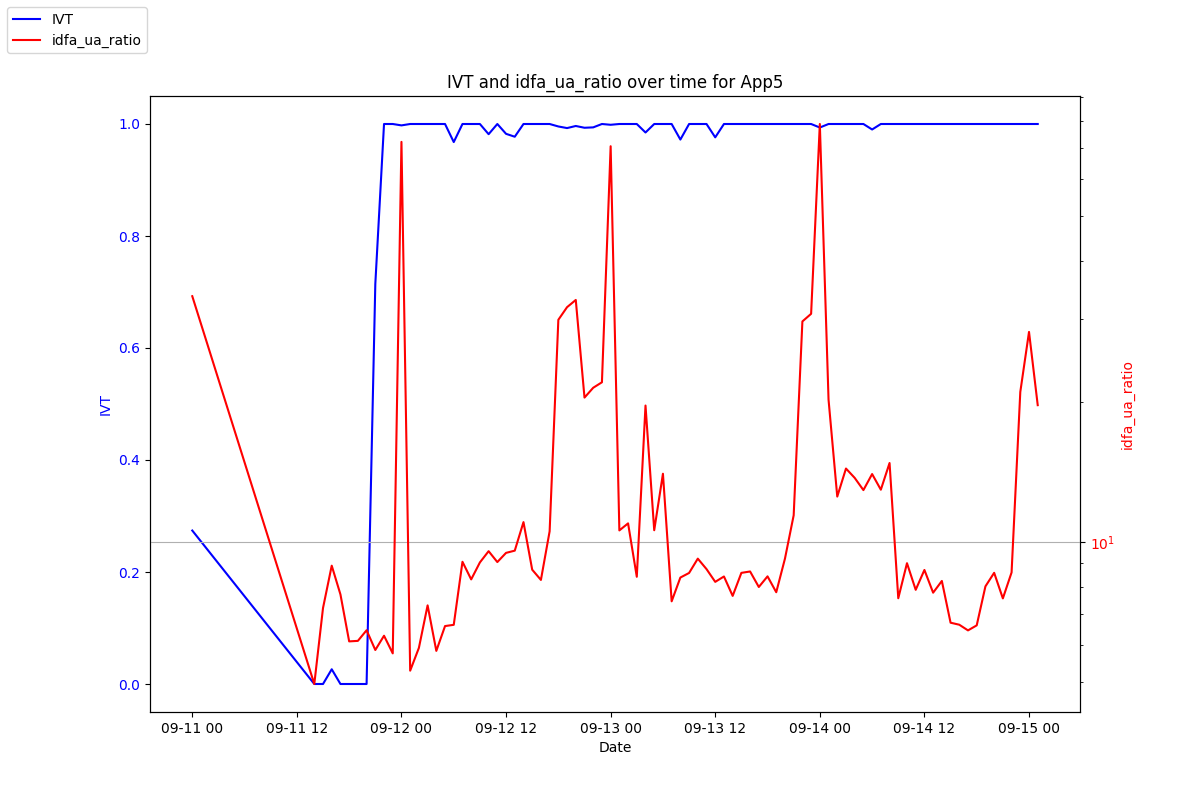 IVT
idfa_ua_ratio
IVT and idfa_ua_ratio over time for App5
1.0
0.8
0.6
0.4
0.2
0.0
IVT
10¹
idfa_ua_ratio
09-11 00 09-11 12 09-12 00 09-12 12 09-13 00 09-13 12 09-14 00 09-14 12 09-15 00
Date